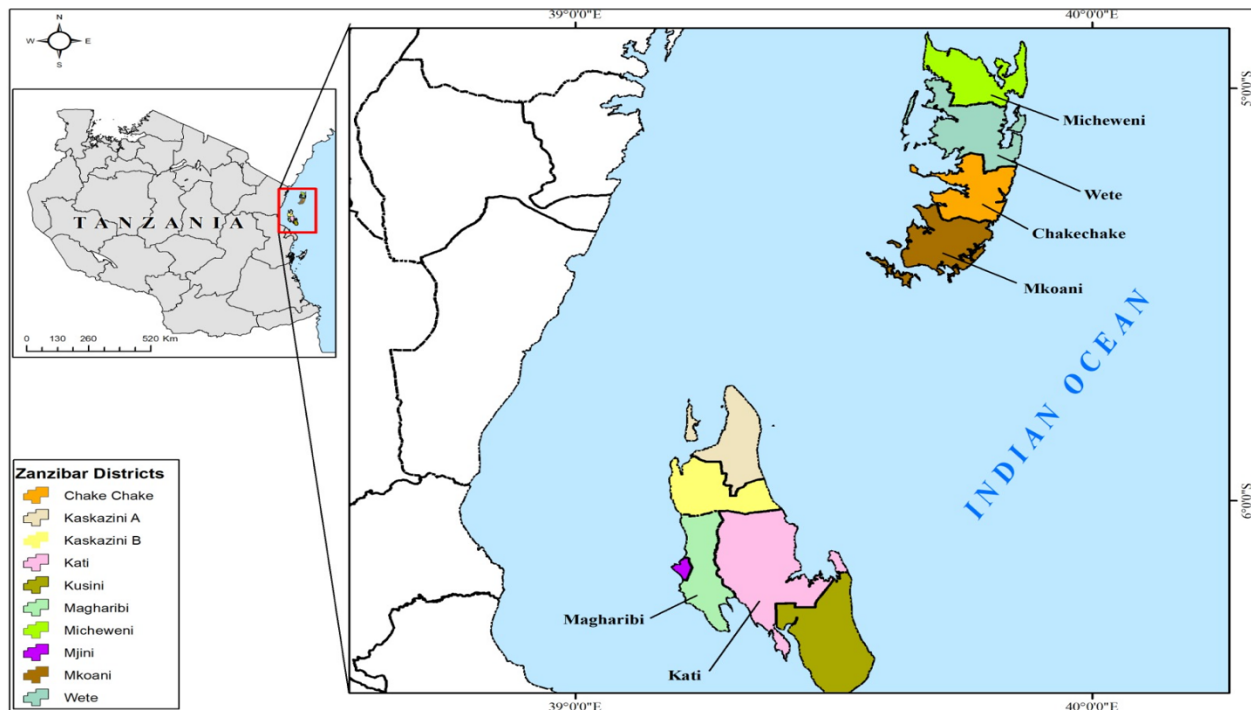 39°0'0"E
40°0'0"E
N
W
E
S
TANZANIA
0 130 260 520 Km
Micheweni
Wete
Chakechake
Mkoani
INDIAN OCEAN
5°0'0"S
6°0'0"S
Magharibi
Kati
Zanzibar Districts
Chake Chake
Kaskazini A
Kaskazini B
Kati
Kusini
Magharibi
Micheweni
Mjini
Mkoani
Wete
39°0'0"E
40°0'0"E